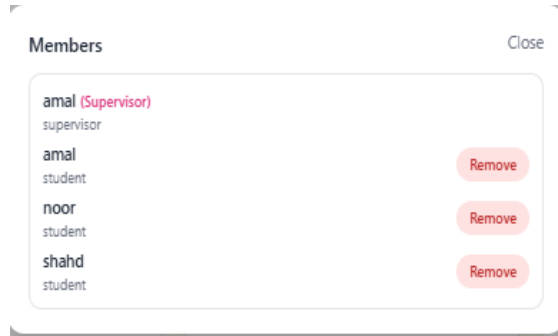 Members
Close
amal (Supervisor)
supervisor
amal
student
Remove
noor
student
Remove
shahd
student
Remove